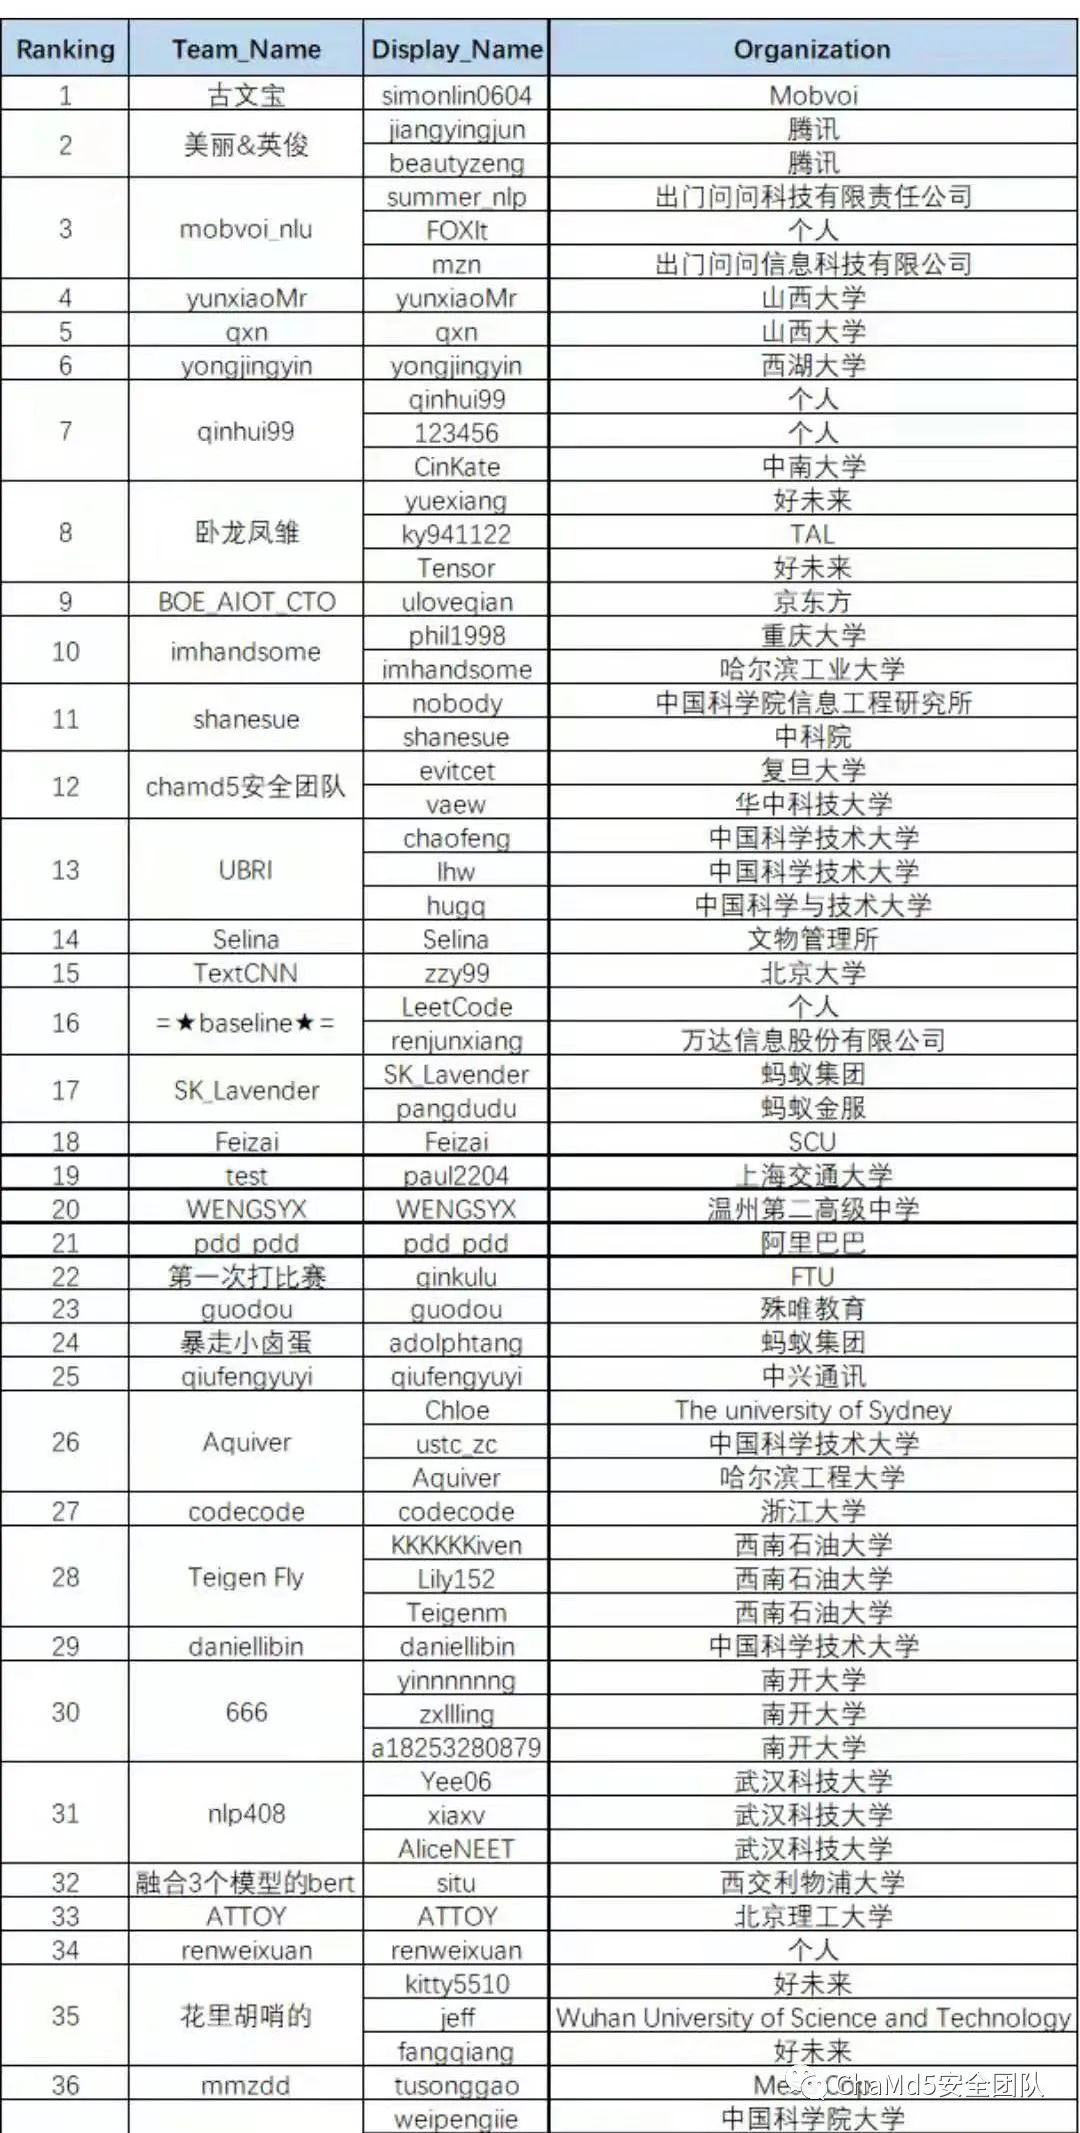 Ranking Team_Name Display_Name Organization
1 古文宝 simonlin0604 Mobvoi
2 美丽&英俊 jiangyingjun 腾讯
beautyzeng 腾讯
3 mobvoi_nlu summer_nlp 出门问问科技有限责任公司
FOXlt 个人
mzn 出门问问信息科技有限公司
4 yunxiaoMr yunxiaoMr 山西大学
5 qxn qxn 山西大学
6 yongjingyin yongjingyin 西湖大学
7 qinhui99 qinhui99 个人
123456 个人
CinKate 中南大学
8 卧龙凤雏 yuexiang 好未来
ky941122 TAL
Tensor 好未来
9 BOE_AIOT_CTO uloveqian 京东方
10 imhandsome phil1998 重庆大学
imhandsome 哈尔滨工业大学
11 shanesue nobody 中国科学院信息工程研究所
shanesue 中科院
12 chamd5安全团队 evitcet 复旦大学
vaew 华中科技大学
13 UBRI chaofeng 中国科学技术大学
lhw 中国科学技术大学
hugq 中国科学与技术大学
14 Selina Selina 文物管理所
15 TextCNN zzy99 北京大学
16 =★baseline★= LeetCode 个人
renjunxiang 万达信息股份有限公司
17 SK_Lavender SK_Lavender 蚂蚁集团
pangdudu 蚂蚁金服
18 Feizai Feizai SCU
19 test paul2204 上海交通大学
20 WENGSYX WENGSYX 温州第二高级中学
21 pdd_pdd pdd_pdd 阿里巴巴
22 第一次打比赛 ginkulu FTU
23 guodou guodou 殊唯教育
24 暴走小卤蛋 adolphtang 蚂蚁集团
25 qiufengyuyi qiufengyuyi 中兴通讯
26 Aquiver Chloe The university of Sydney
ustc_zc 中国科学技术大学
Aquiver 哈尔滨工程大学
27 codecode codecode 浙江大学
28 Teigen Fly KKKKKKiven 西南石油大学
Lily152 西南石油大学
Teigenm 西南石油大学
29 daniellibin daniellibin 中国科学技术大学
30 666 yinnnnnng 南开大学
zxllling 南开大学
a18253280879 南开大学
31 nlp408 Yee06 武汉科技大学
xiaxv 武汉科技大学
AliceNEET 武汉科技大学
32 融合3个模型的bert situ 西交利物浦大学
33 ATTOY ATTOY 北京理工大学
34 renweixuan renweixuan 个人
35 花里胡哨的 kitty5510 好未来
jeff Wuhan University of Science and Technology
fangqiang 好未来
36 mmzdd tusonggao
ChaMd5安全团队
weipengjie 中国科学院大学